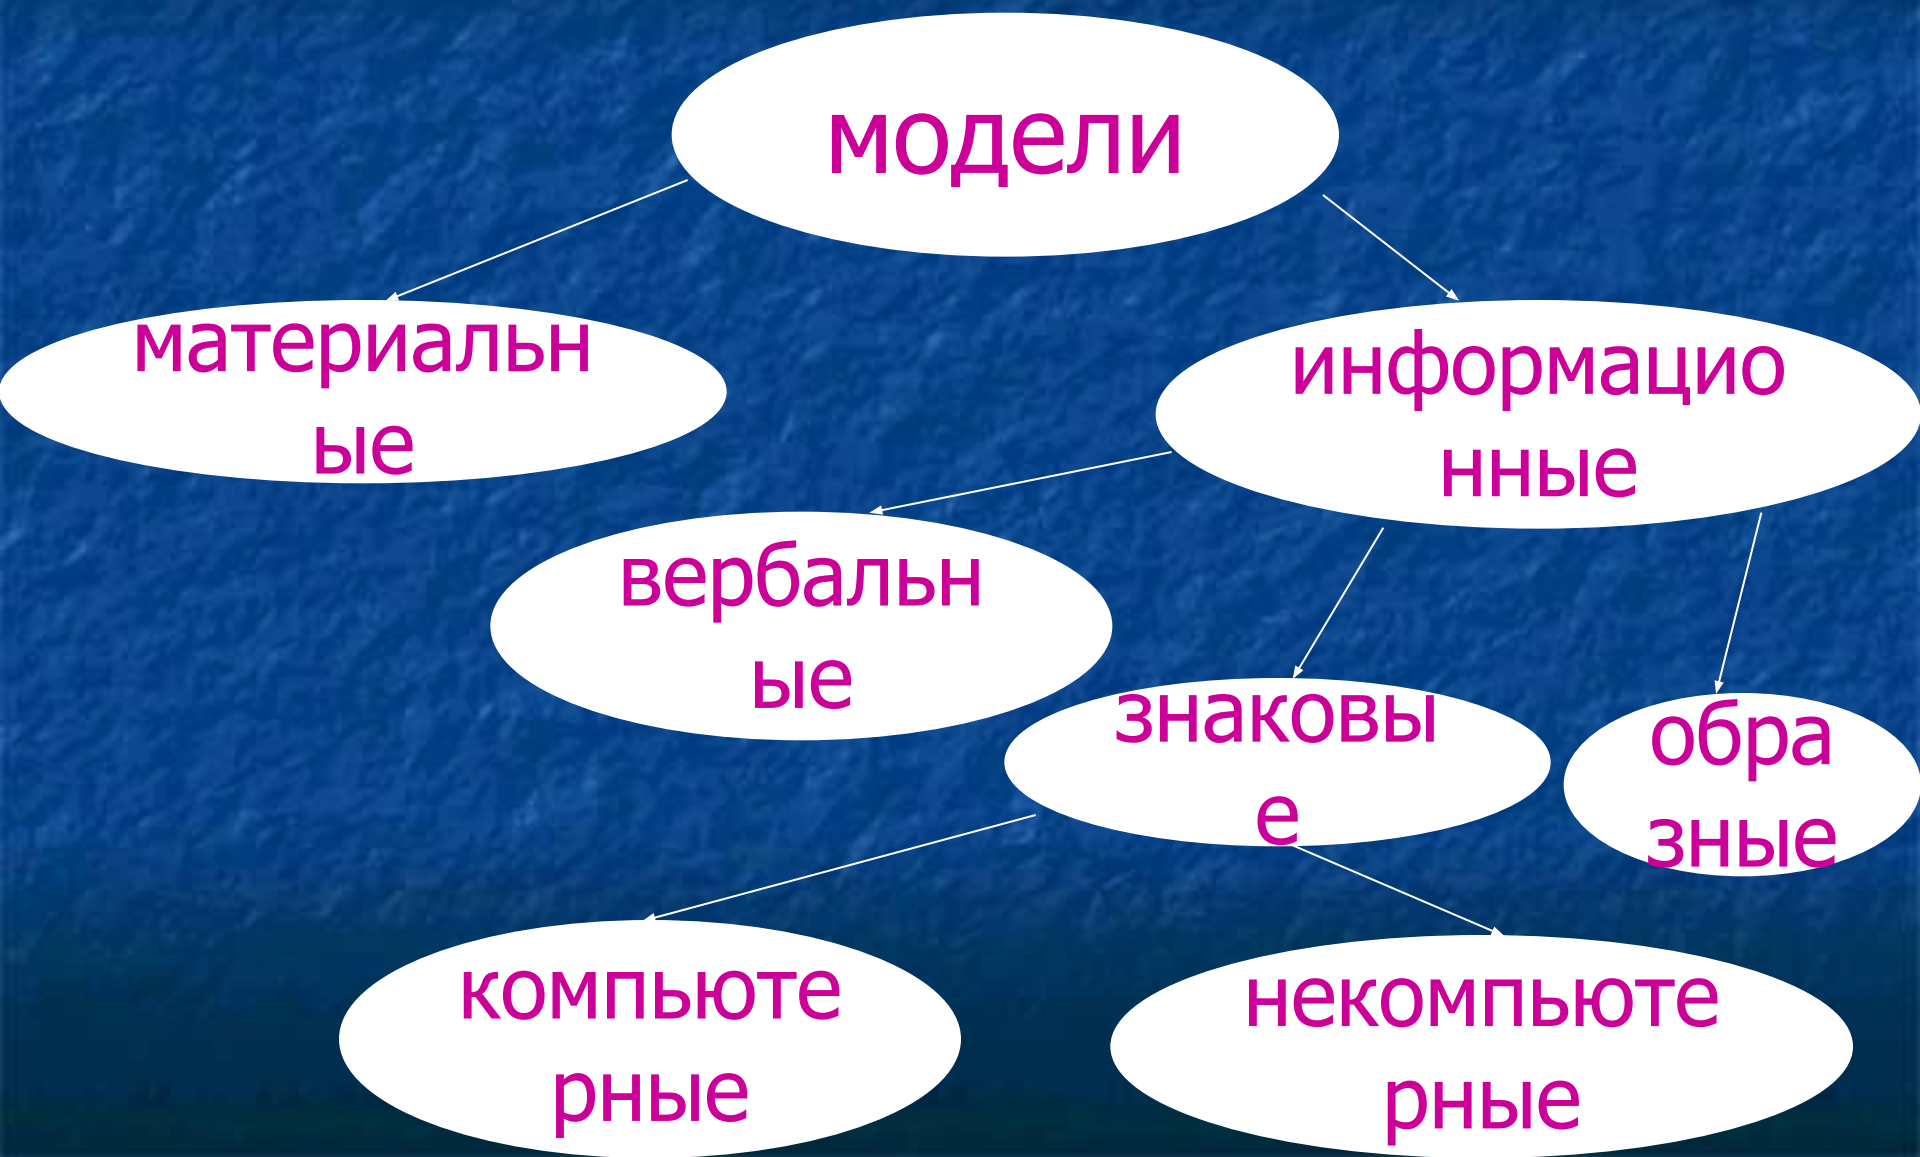 модели
материальн
ые
информацио
нные
вербальн
ые
знаковы
е
обра
зные
компьюте
рные
некомпьюте
рные